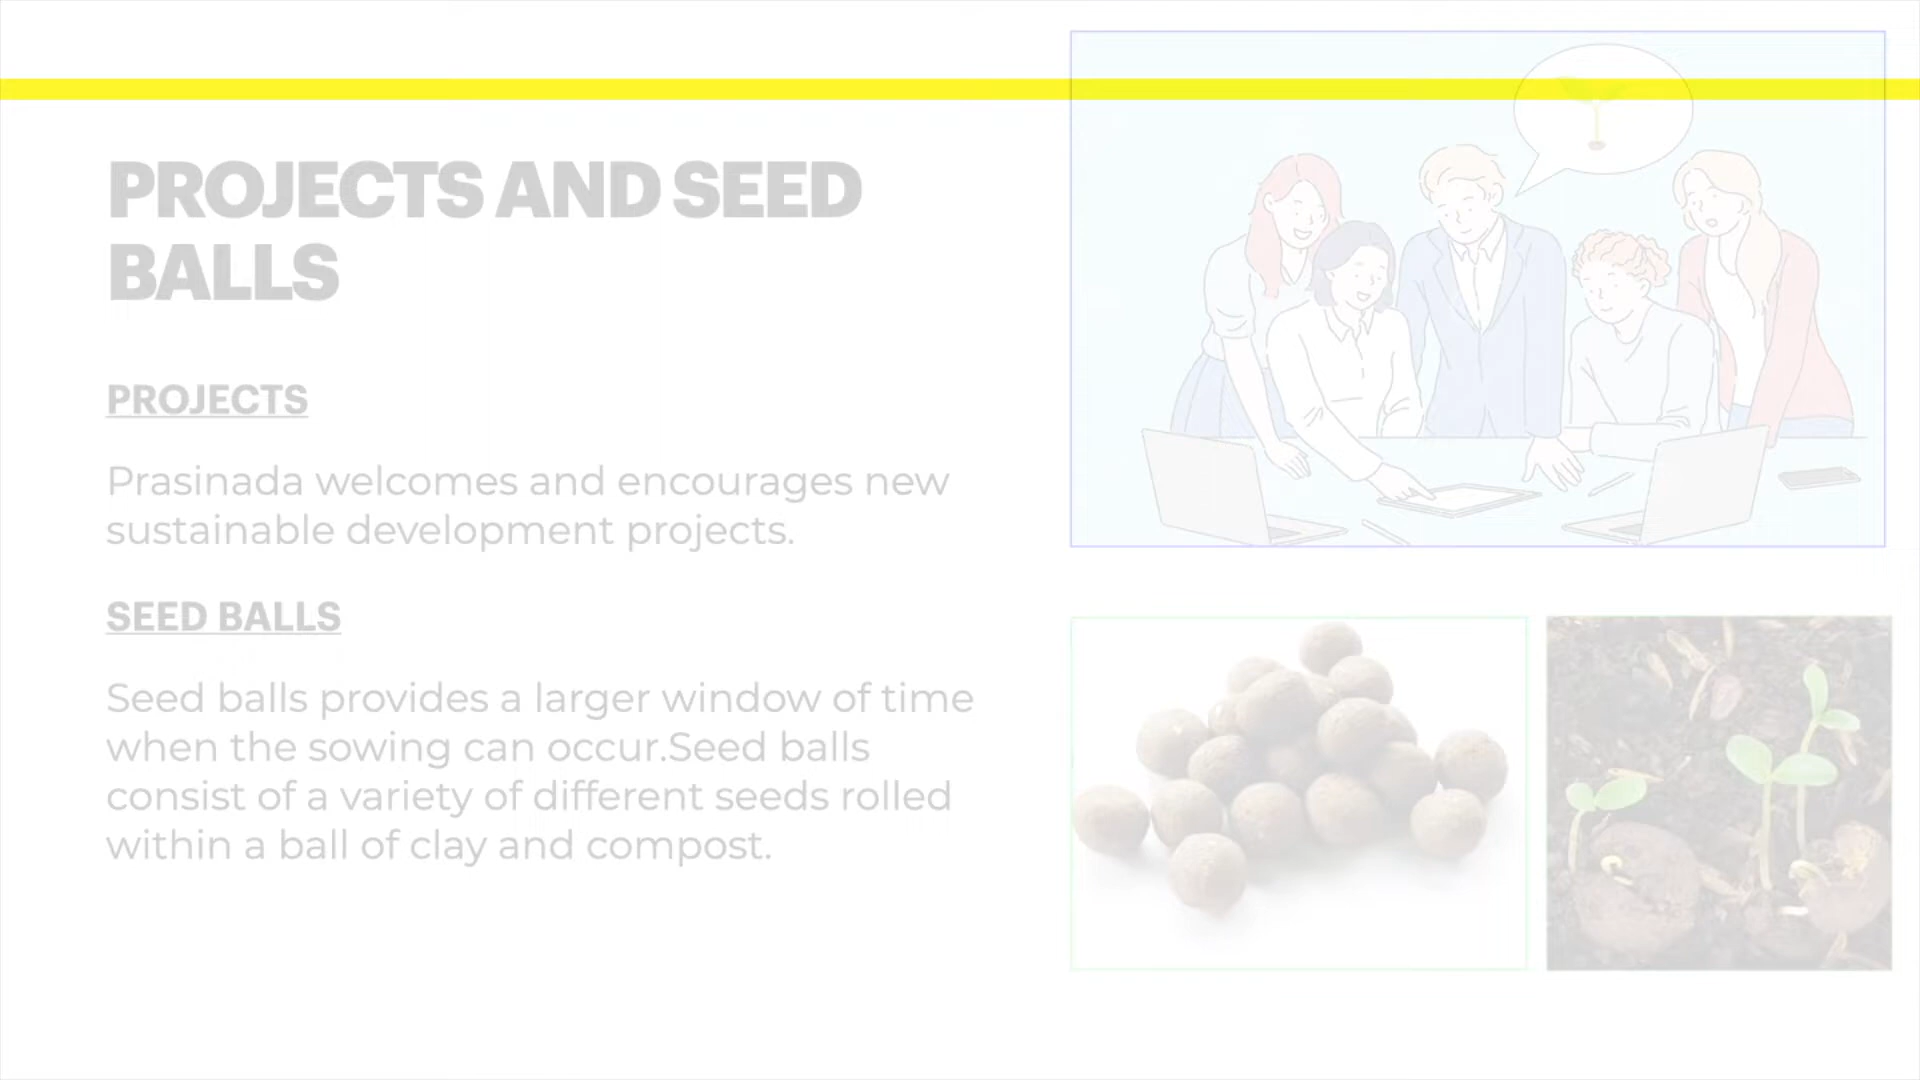 PROJECTS AND SEED
BALLS
PROJECTS
Prasinada welcomes and encourages new
sustainable development projects.
SEED BALLS
Seed balls provides a larger window of time
when the sowing can occur.Seed balls
consist of a variety of different seeds rolled
within a ball of clay and compost.